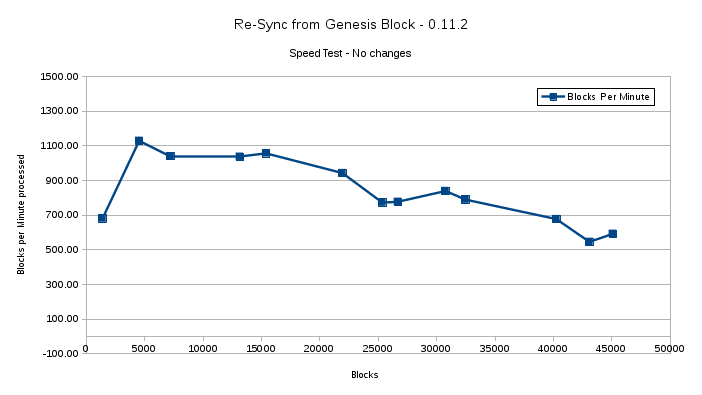 Re-Sync from Genesis Block - 0.11.2
Speed Test - No changes
1500.00
1300.00
1100.00
900.00
700.00
500.00
300.00
100.00
-100.00
Blocks per Minute processed
Blocks Per Minute
0 5000 10000 15000 20000 25000 30000 35000 40000 45000 50000
Blocks